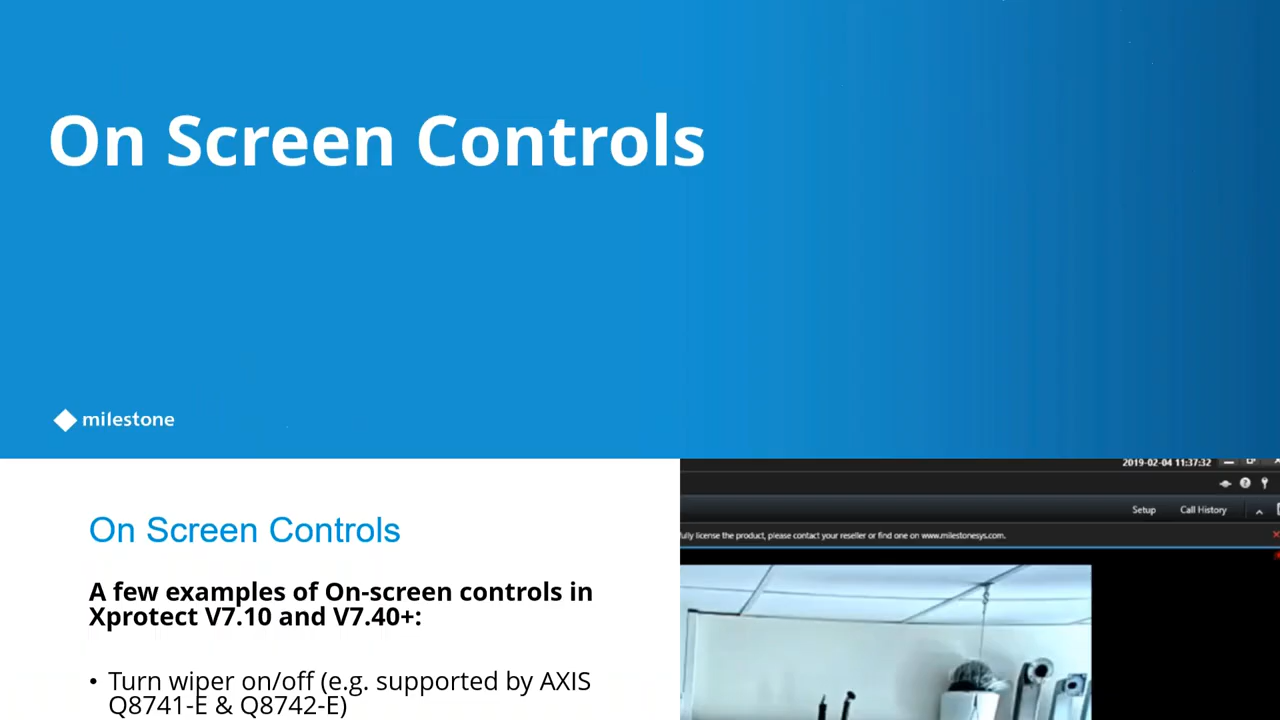 On Screen Controls
milestone
On Screen Controls
A few examples of On-screen controls in
Xprotect V7.10 and V7.40+:
• Turn wiper on/off (e.g. supported by AXIS
Q8741-E & Q8742-E)
2019-02-04 11:37:32
Setup Call History
fully license the product, please contact your reseller or find one on www.milestonesys.com.